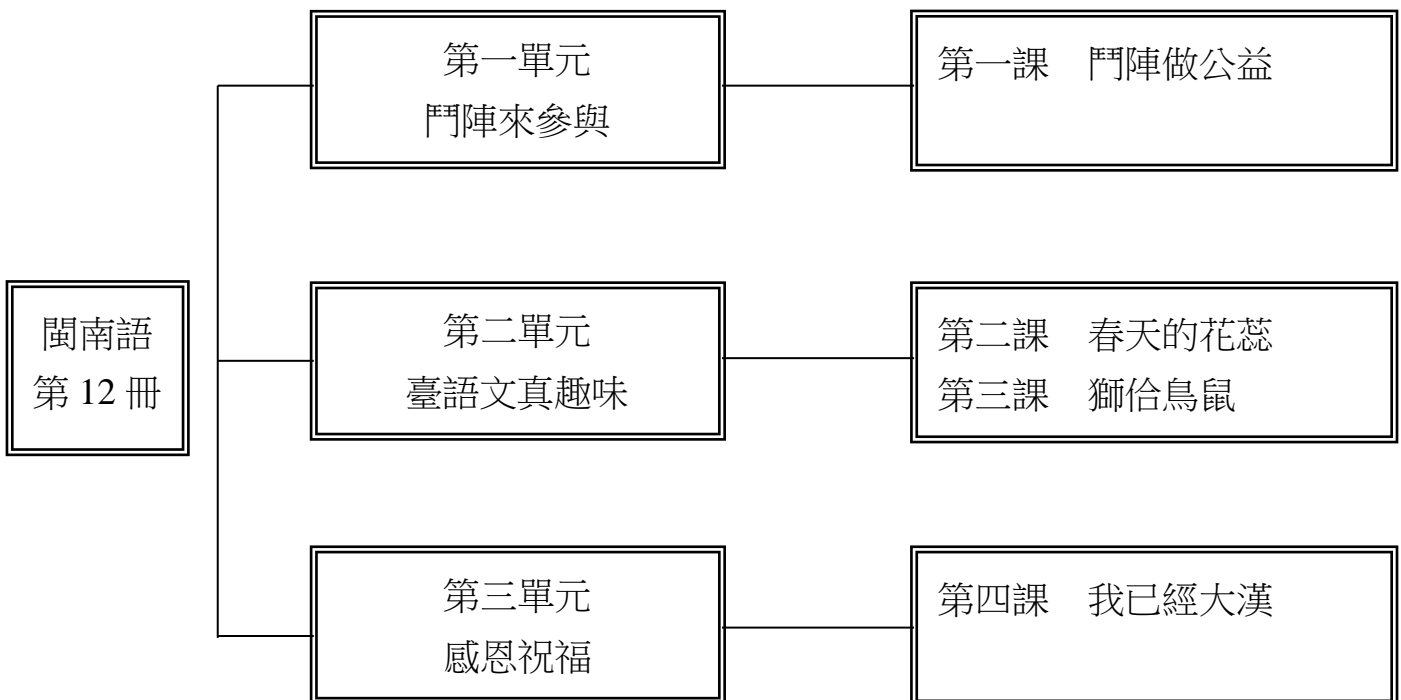 閩南語
第 12 冊
第一單元
鬥陣來參與
第一課　鬥陣做公益
第二單元
臺語文真趣味
第二課　春天的花蕊
第三課　獅佮鳥鼠
第三單元
感恩祝福
第四課　我已經大漢